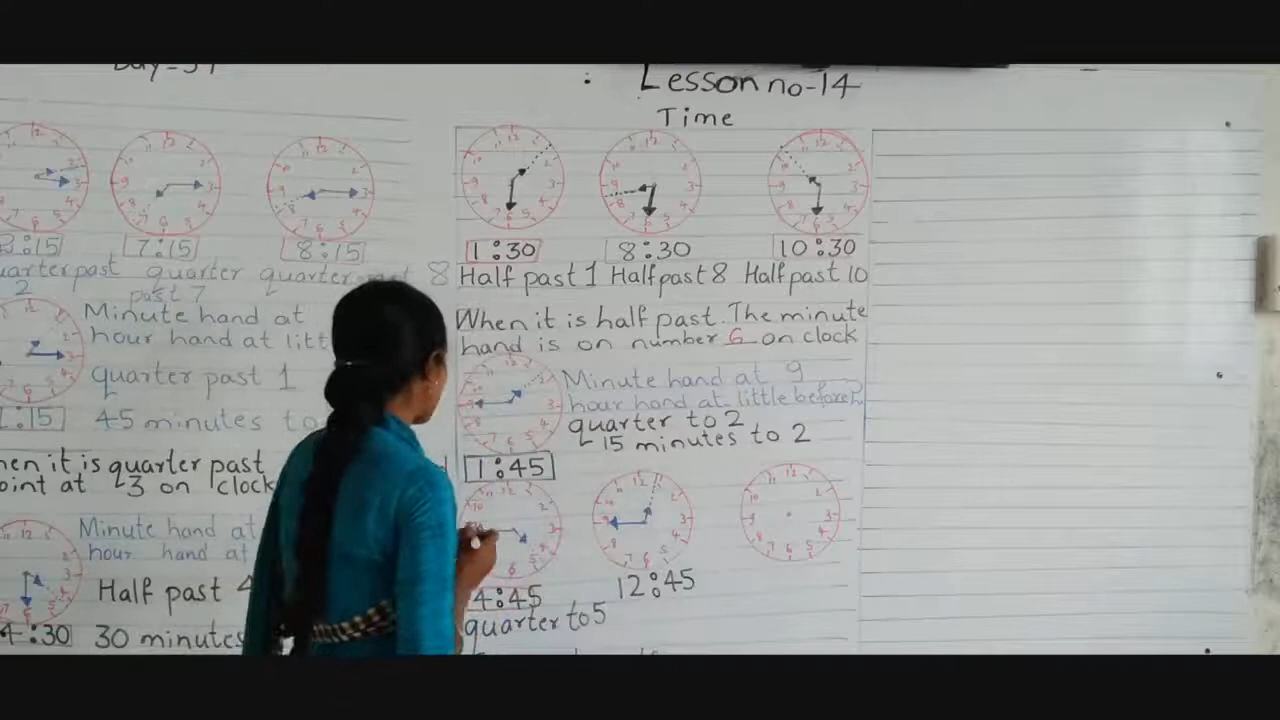 Lesson no-14
Time
2:15 7:15 8:15 1:30 8:30 10:30
quarter past quarter quarter past 8 Half past 1 Half past 8 Half past 10
2 past 7
Minute hand at
hour hand at
quarter past 1
1:15 45 minutes to
When it is half past. The minute
hand is on number 6 on clock
Minute hand at 9
hour hand at little before 2
quarter to 2
15 minutes to 2
1:45
when it is quarter past
point at 3 on clock
Minute hand at
hour hand at
Half past 4
4:30 30 minutes
4:45 12:45
quarter to 5